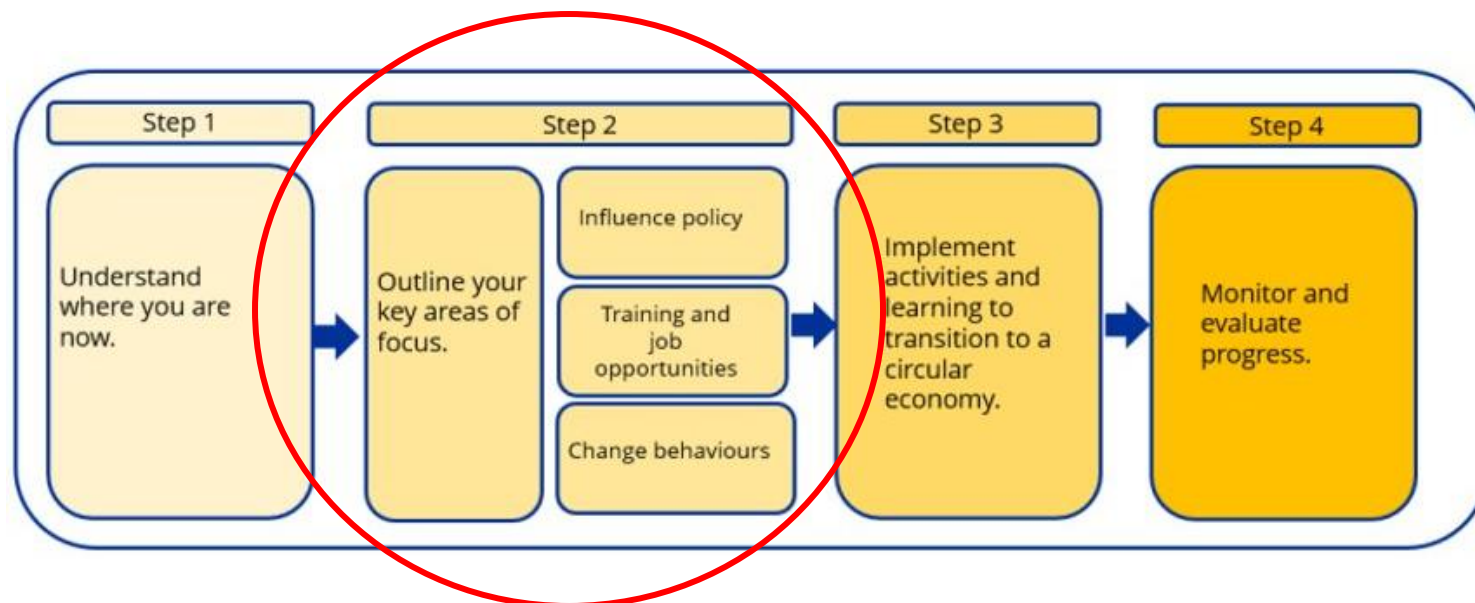 Step 1
Understand
where you are
now.
Step 2
Outline your
key areas of
focus.
Influence policy
Training and
job
opportunities
Change behaviours
Step 3
Implement
activities and
learning to
transition to a
circular
economy.
Step 4
Monitor and
evaluate
progress.